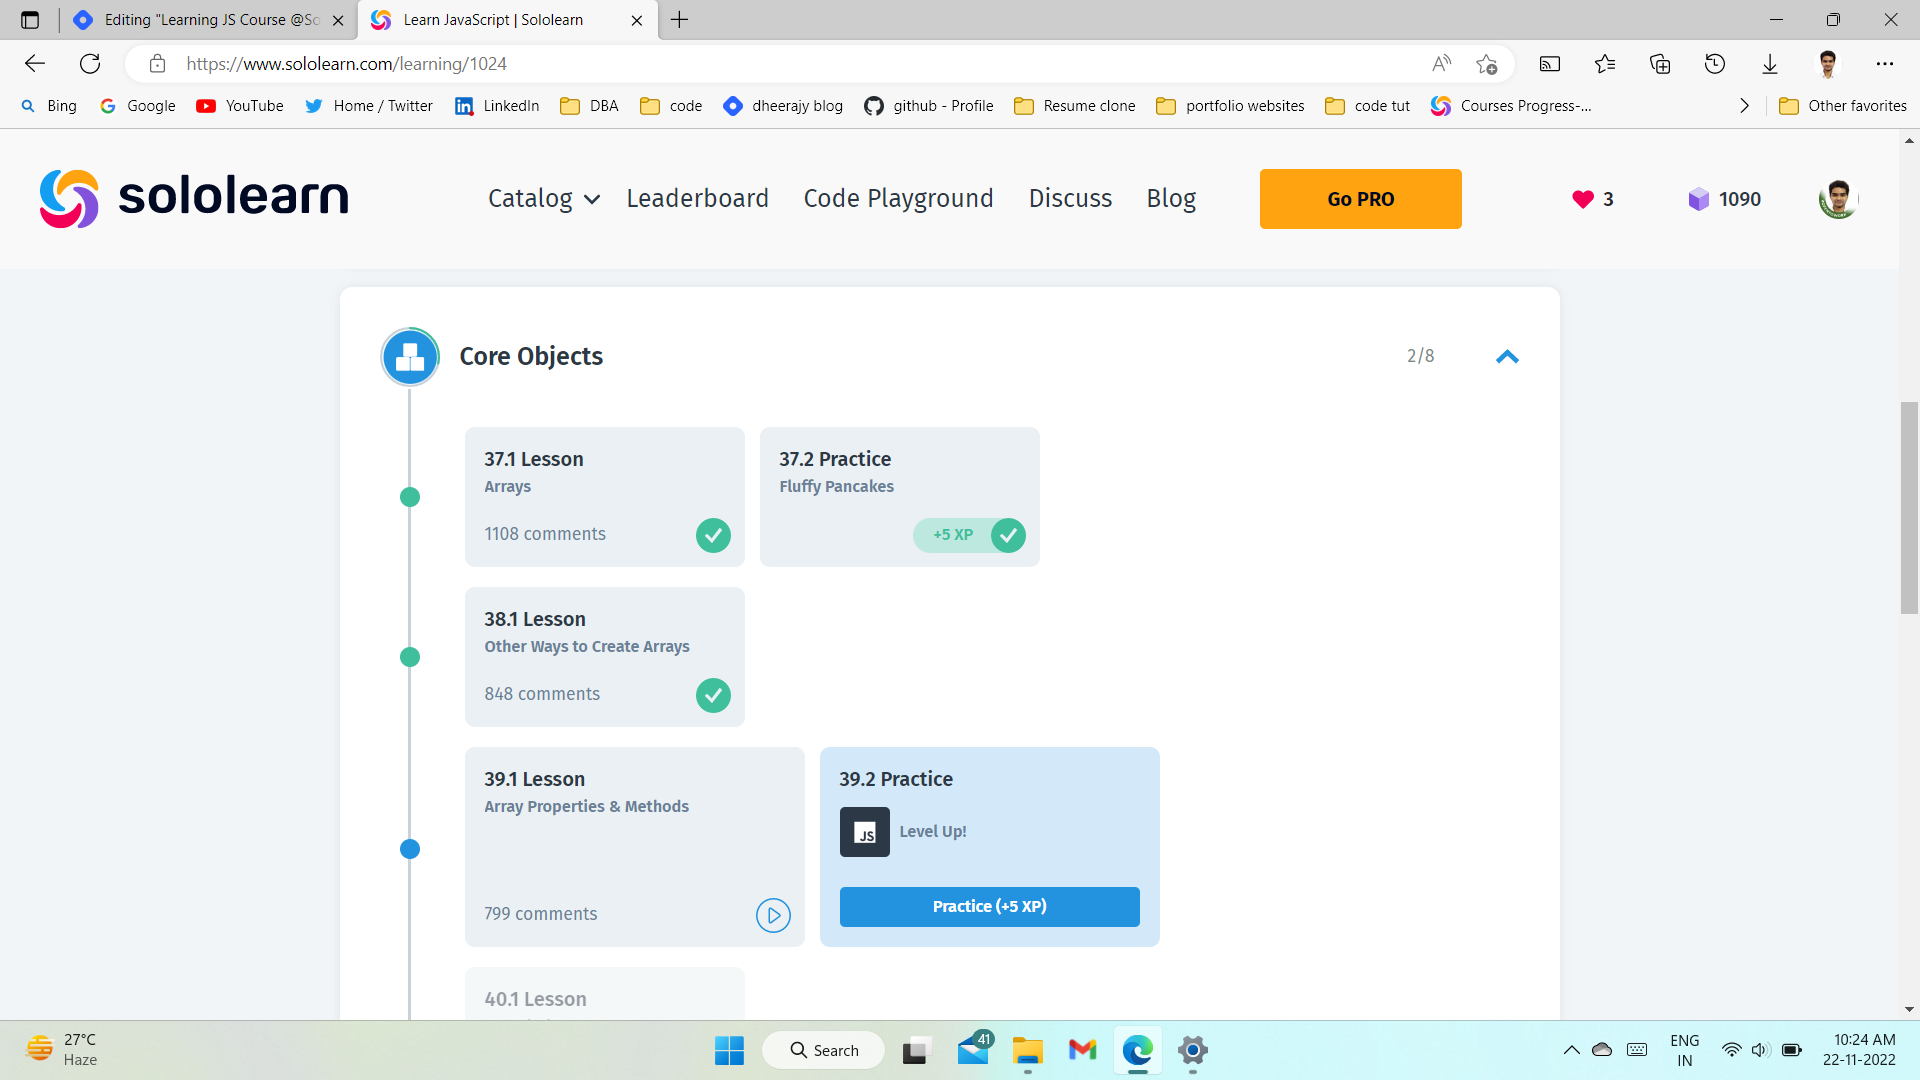 Editing "Learning JS Course @So
Learn JavaScript | Sololearn
https://www.sololearn.com/learning/1024
Bing
Google
YouTube
Home / Twitter
LinkedIn
DBA
code
dheerajy blog
github - Profile
Resume clone
portfolio websites
code tut
Courses Progress-...
Other favorites
sololearn
Catalog
Leaderboard
Code Playground
Discuss
Blog
Go PRO
3
1090
Core Objects
2/8
37.1 Lesson
Arrays
1108 comments
37.2 Practice
Fluffy Pancakes
+5 XP
38.1 Lesson
Other Ways to Create Arrays
848 comments
39.1 Lesson
Array Properties & Methods
799 comments
39.2 Practice
JS
Level Up!
Practice (+5 XP)
40.1 Lesson
27°C
Haze
Search
41
ENG
IN
10:24 AM
22-11-2022